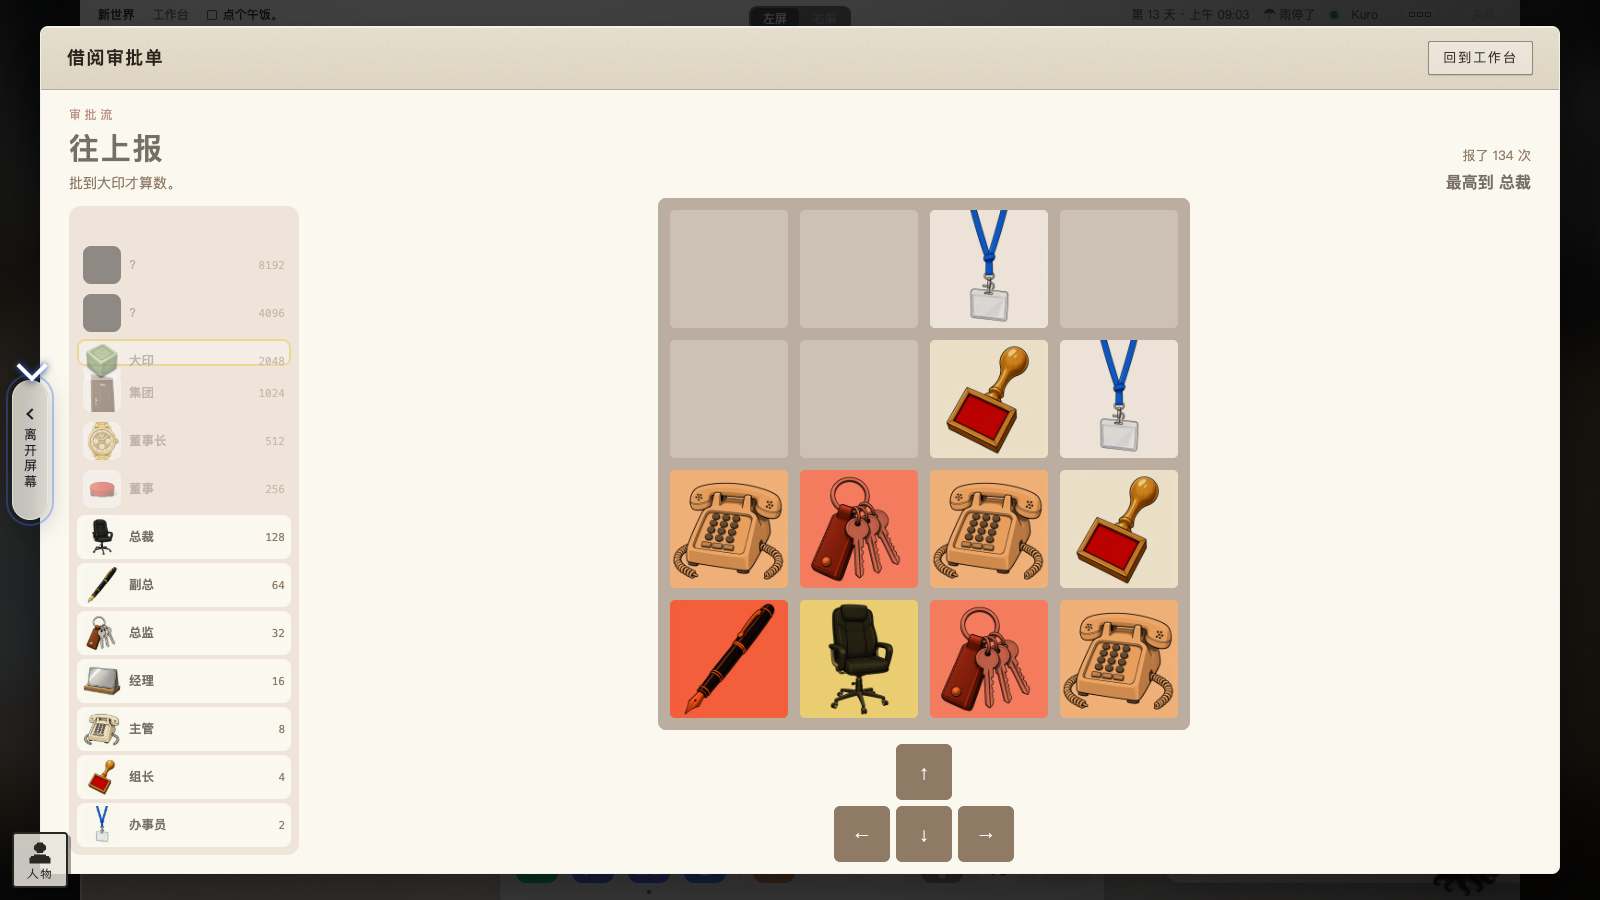 新世界 工作台 点个午饭。 左屏 右屏 第 13 天 · 上午 09:03 雨停了 Kuro
借阅审批单 回到工作台
审批流
往上报
批到大印才算数。
报了 134 次
最高到 总裁
? 8192
? 4096
大印 2048
集团 1024
董事长 512
董事 256
总裁 128
副总 64
总监 32
经理 16
主管 8
组长 4
办事员 2
离开屏幕
人物
↑
← ↓ →